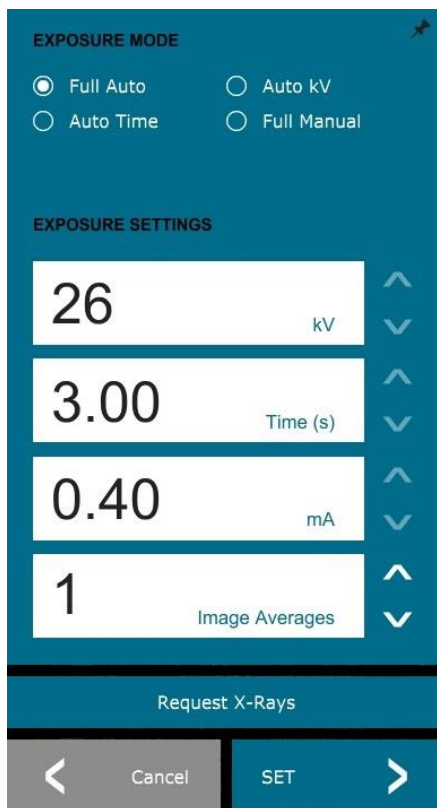 EXPOSURE MODE
Full Auto Auto kV
Auto Time Full Manual
EXPOSURE SETTINGS
26 kV
3.00 Time (s)
0.40 mA
1 Image Averages
Request X-Rays
Cancel SET